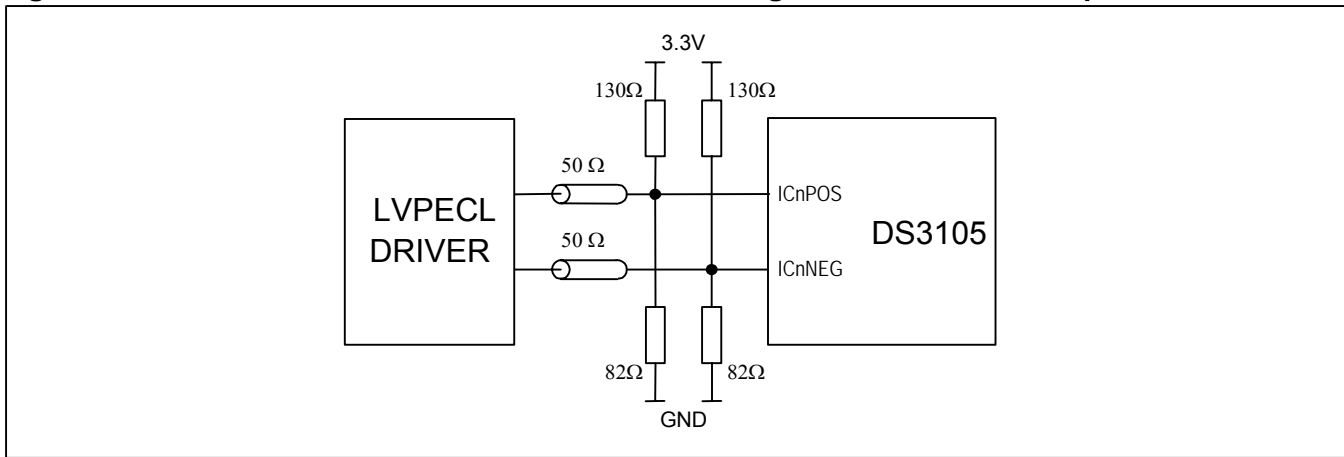 3.3V
130Ω
130Ω
50 Ω
ICnPOS
LVPECL
DRIVER
DS3105
50 Ω
ICnNEG
82Ω
82Ω
GND